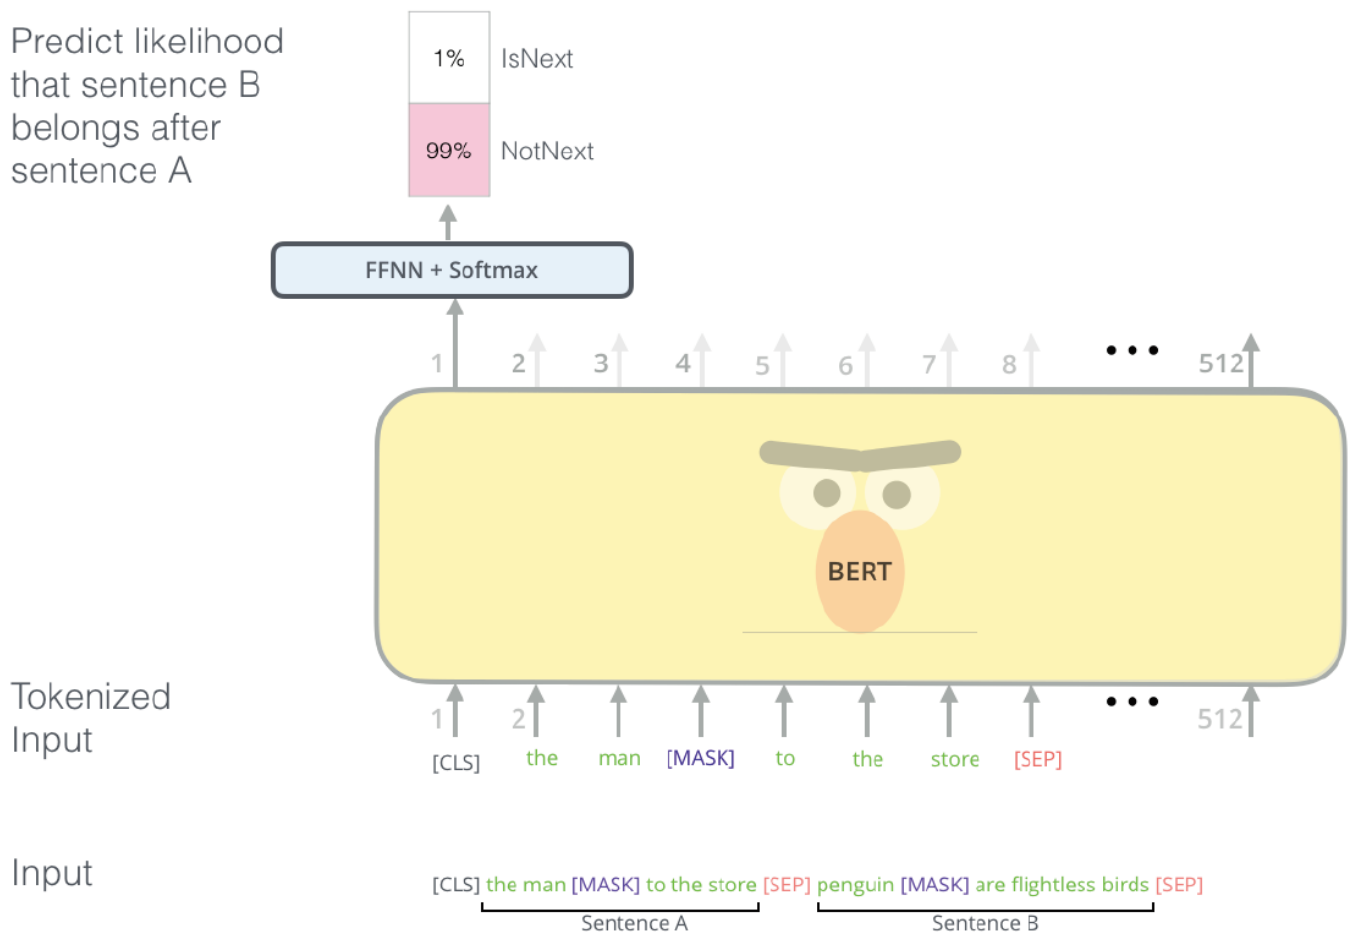 Predict likelihood
that sentence B
belongs after
sentence A
1% IsNext
99% NotNext
FFNN + Softmax
1 2 3 4 5 6 7 8 ••• 512
BERT
Tokenized
Input
1 2 ••• 512
[CLS] the man [MASK] to the store [SEP]
Input
[CLS] the man [MASK] to the store [SEP] penguin [MASK] are flightless birds [SEP]
Sentence A Sentence B